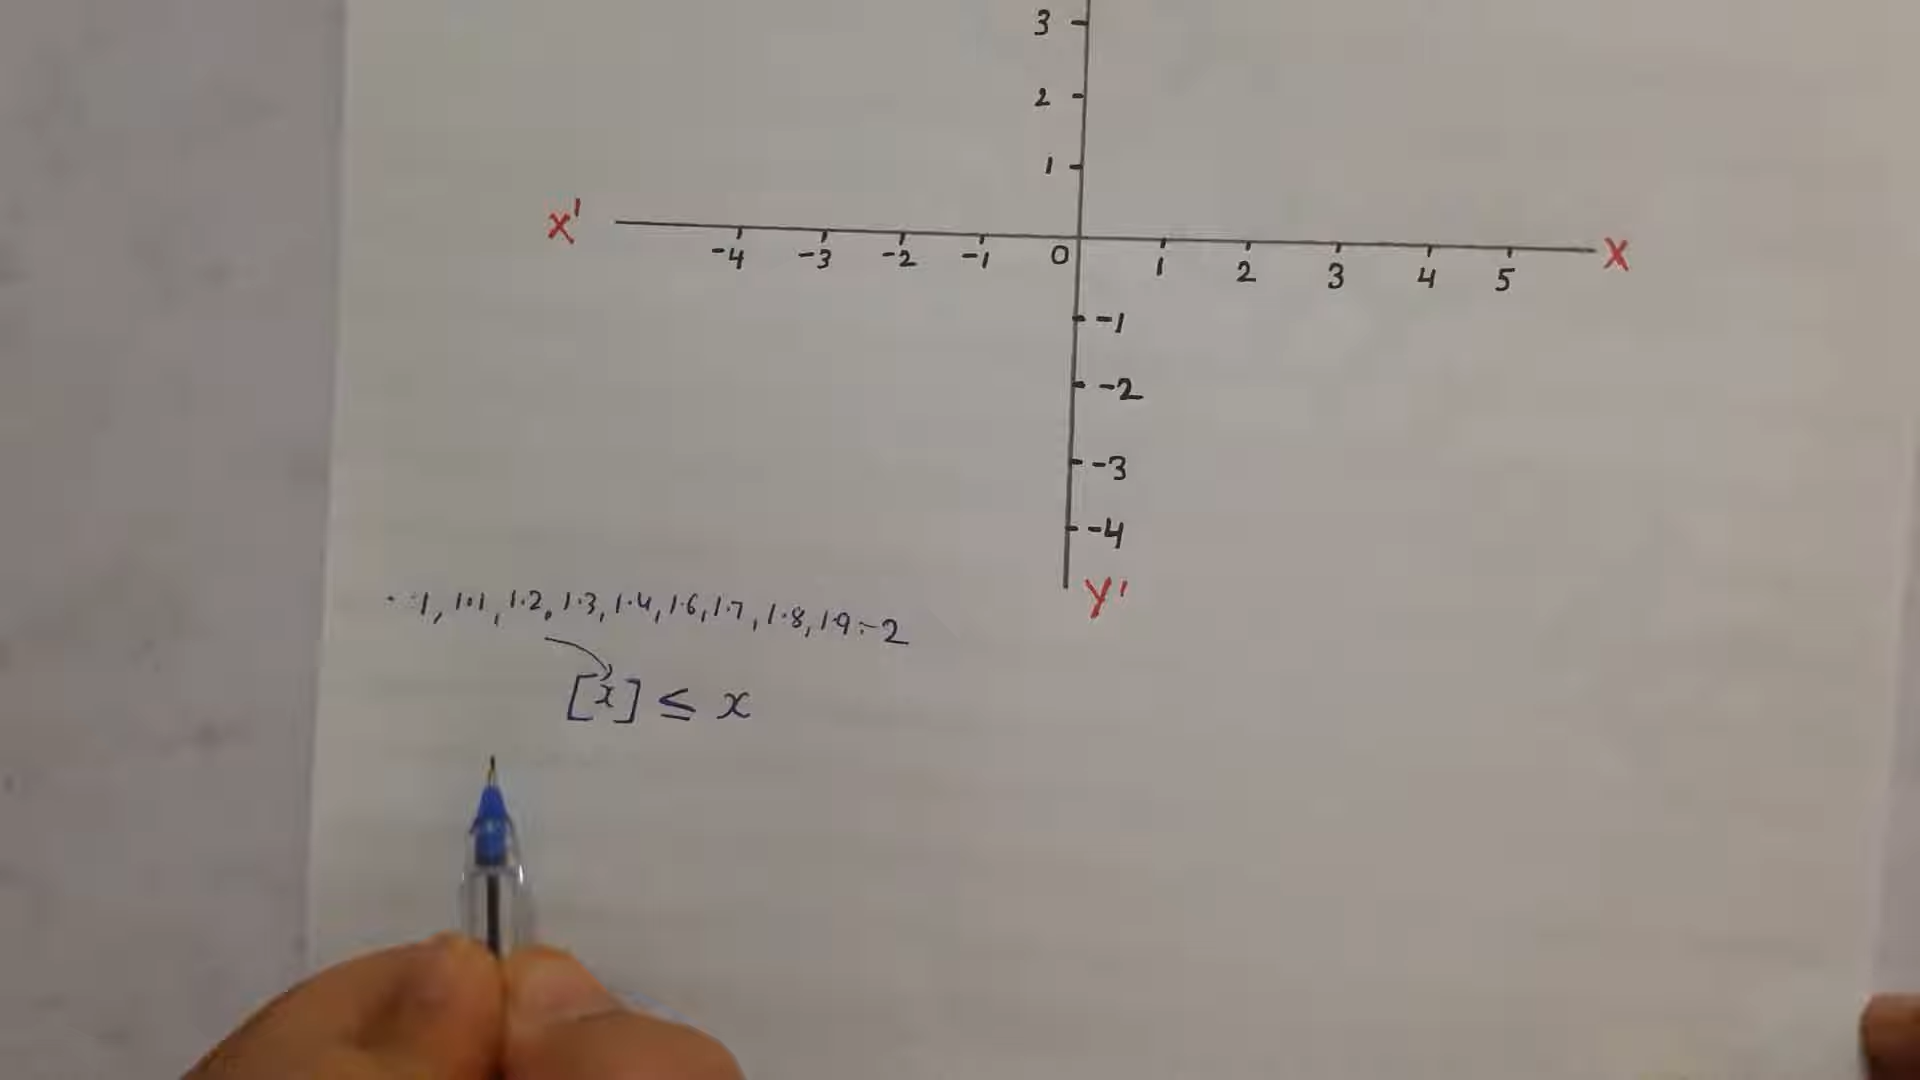 3
2
1
X'
-4 -3 -2 -1 0 1 2 3 4 5
X
-1
-2
-3
-4
Y'
1, 1.1, 1.2, 1.3, 1.4, 1.6, 1.7, 1.8, 1.9 - 2
[x] ≤ x